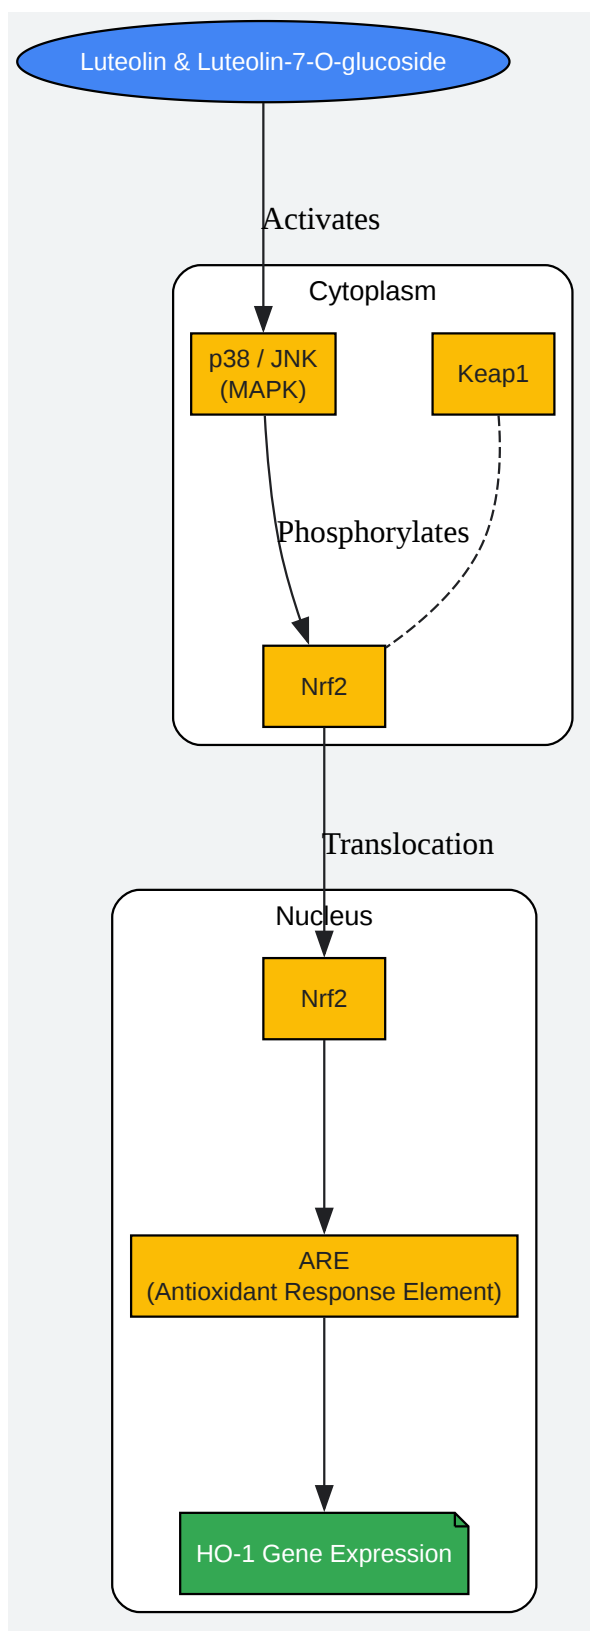 Luteolin & Luteolin-7-O-glucoside
Activates
Cytoplasm
p38 / JNK
(MAPK)
Keap1
Phosphorylates
Nrf2
Translocation
Nucleus
Nrf2
ARE
(Antioxidant Response Element)
HO-1 Gene Expression